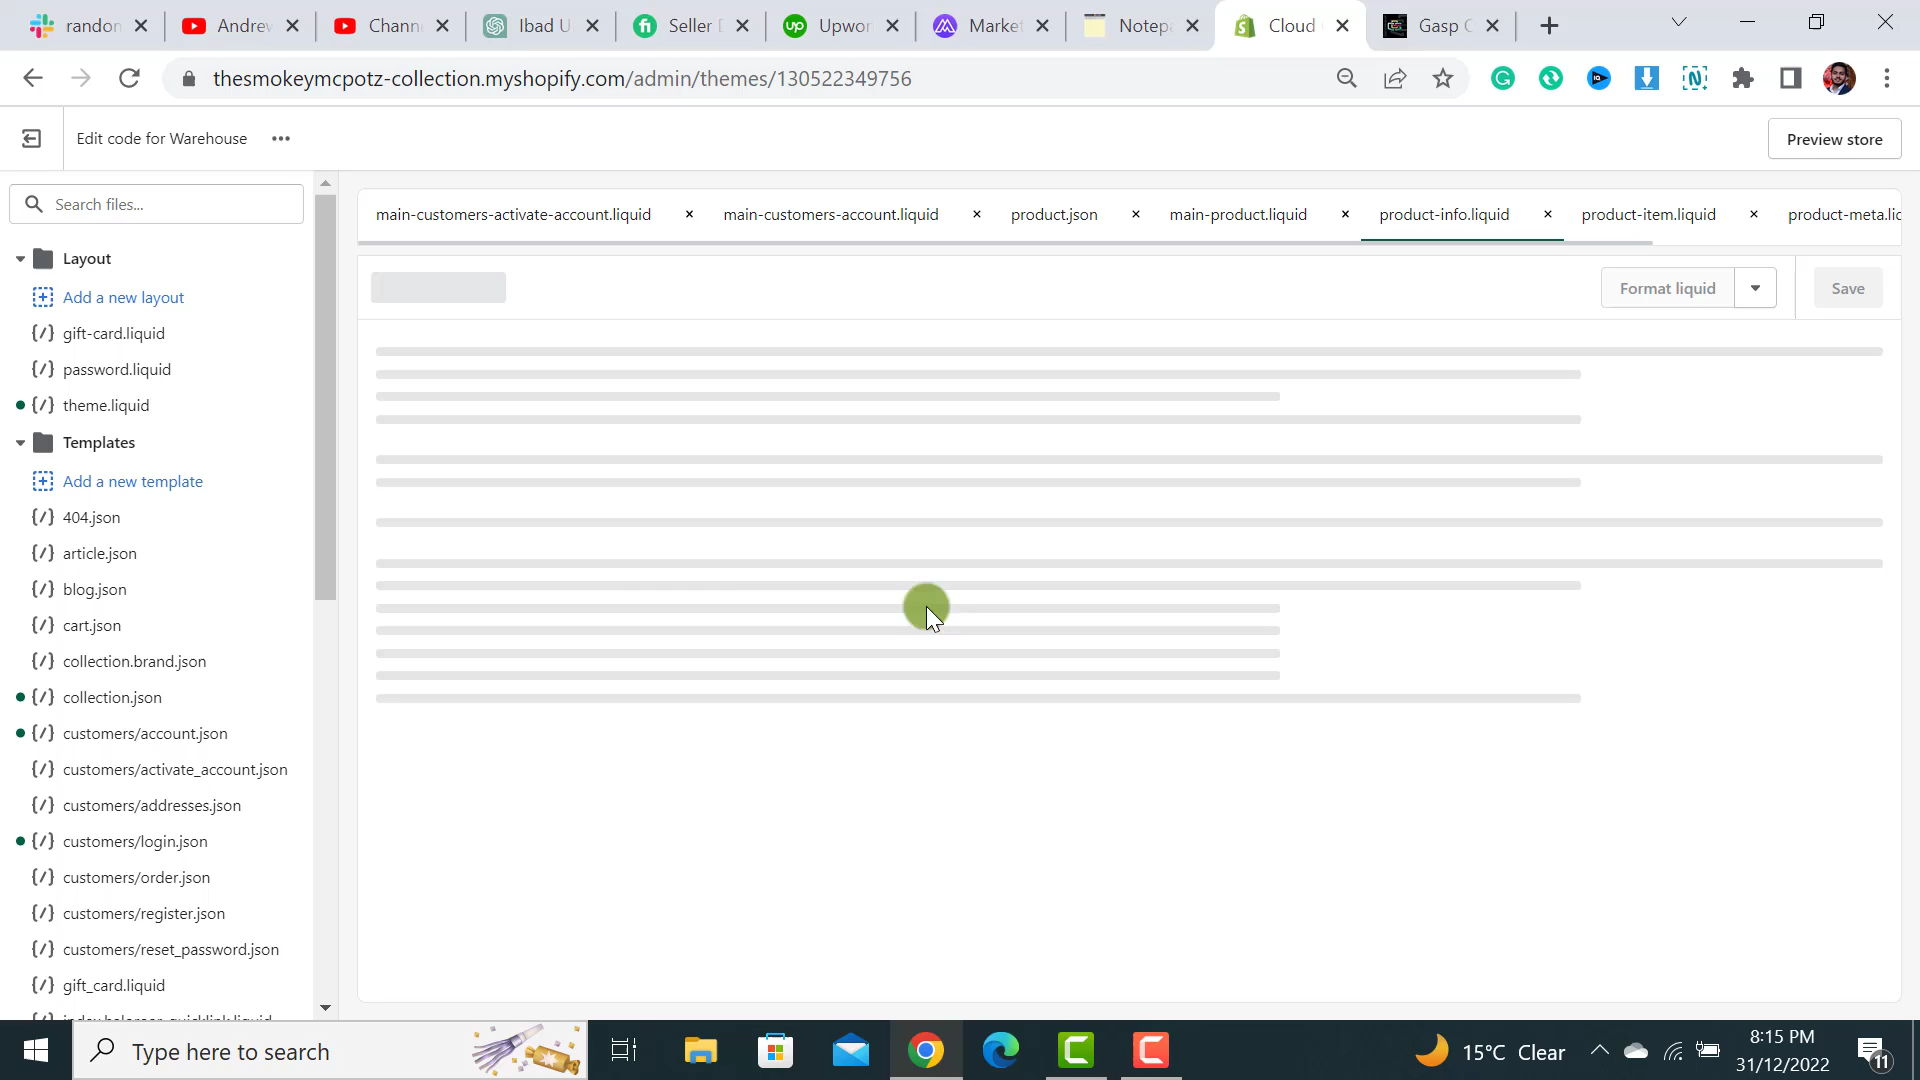 random
Andrew
Chann
Ibad U
Seller D
Upwor
Market
Notepa
Cloud
Gasp C
thesmokeymcpotz-collection.myshopify.com/admin/themes/130522349756
Edit code for Warehouse
Preview store
Search files...
main-customers-activate-account.liquid
main-customers-account.liquid
product.json
main-product.liquid
product-info.liquid
product-item.liquid
product-meta.lic
Format liquid
Save
Layout
Add a new layout
gift-card.liquid
password.liquid
theme.liquid
Templates
Add a new template
404.json
article.json
blog.json
cart.json
collection.brand.json
collection.json
customers/account.json
customers/activate_account.json
customers/addresses.json
customers/login.json
customers/order.json
customers/register.json
customers/reset_password.json
gift_card.liquid
Type here to search
15°C Clear
8:15 PM
31/12/2022
11